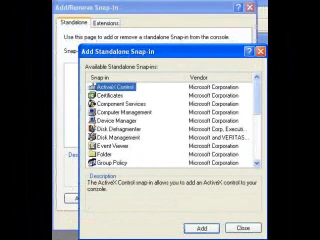 Add/Remove Snap-in
Standalone Extensions
Use this page to add or remove a standalone Snap-in from the console.
Add Standalone Snap-in
Available Standalone Snap-ins:
Snap-in Vendor
ActiveX Control Microsoft Corporation
Certificates Microsoft Corporation
Component Services Microsoft Corporation
Computer Management Microsoft Corporation
Device Manager Microsoft Corporation
Disk Defragmenter Microsoft Corp, Executi...
Disk Management Microsoft and VERITAS...
Event Viewer Microsoft Corporation
Folder Microsoft Corporation
Group Policy Microsoft Corporation
Description
The ActiveX Control snap-in allows you to add an ActiveX control to your
console.
Add Close